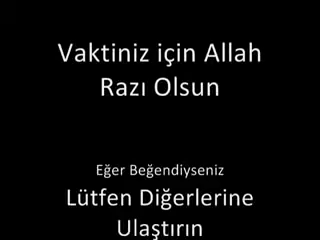 Vaktiniz için Allah
Razı Olsun
Eğer Beğendiyseniz
Lütfen Diğerlerine
Ulaştırın